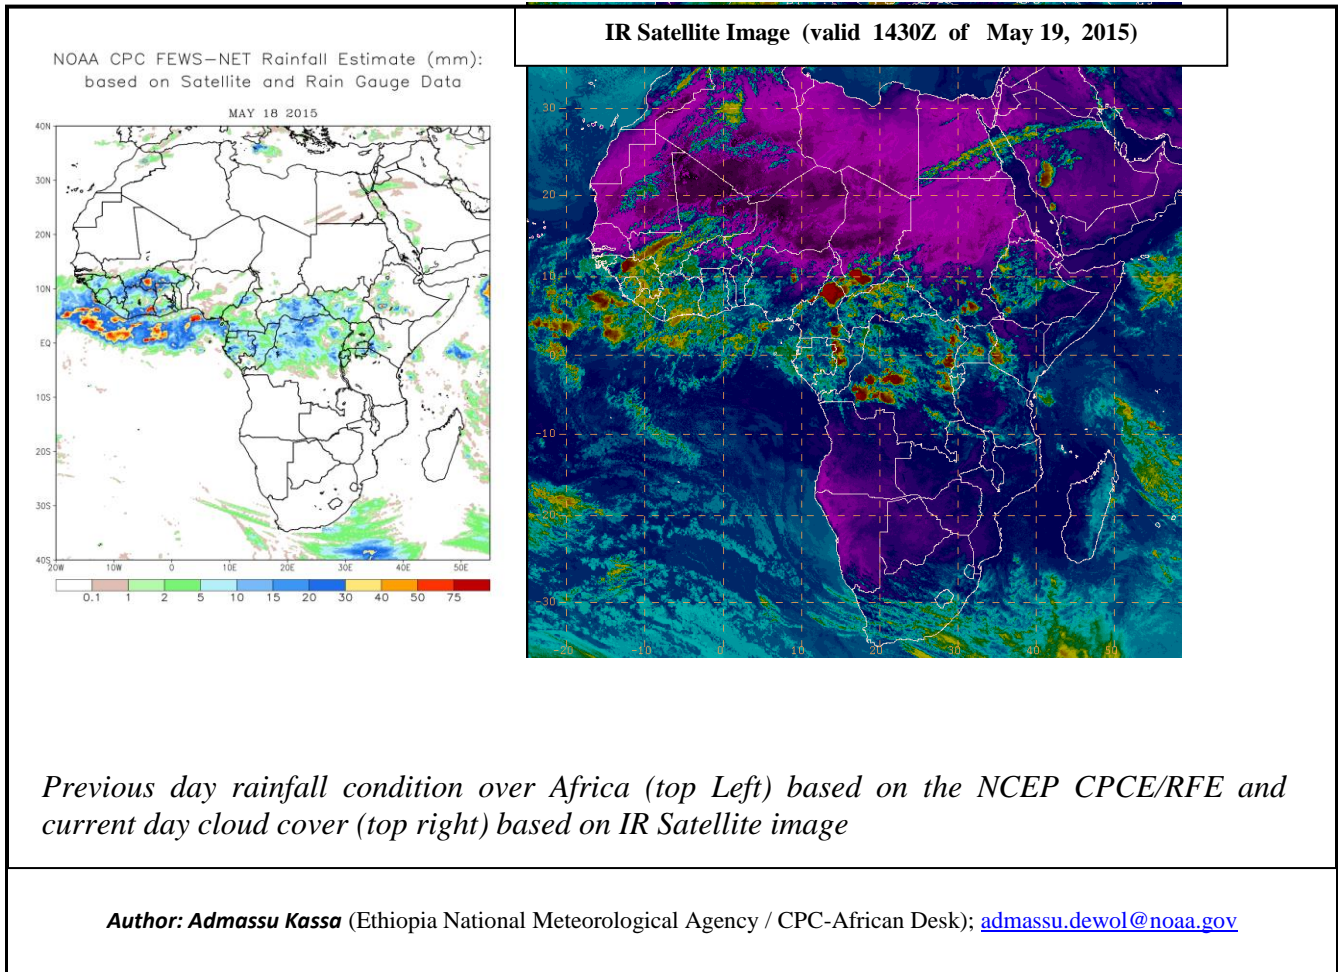 IR Satellite Image (valid 1430Z of May 19, 2015)
NOAA CPC FEWS-NET Rainfall Estimate (mm):
based on Satellite and Rain Gauge Data
MAY 18 2015
40N
30N
20N
10N
EQ
10S
20S
30S
40S
20W 10W 0 10E 20E 30E 40E 50E
0.1 1 2 5 10 15 20 30 40 50 75
30
20
10
0
-10
-20
-30
-20 -10 0 10 20 30 40 50
Previous day rainfall condition over Africa (top Left) based on the NCEP CPCE/RFE and
current day cloud cover (top right) based on IR Satellite image
Author: Admassu Kassa (Ethiopia National Meteorological Agency / CPC-African Desk); admassu.dewol@noaa.gov